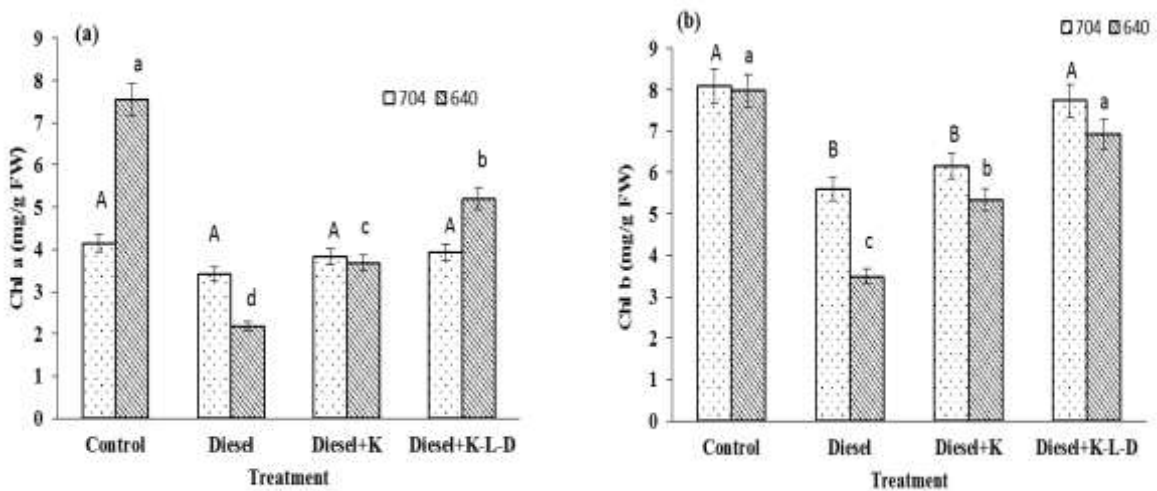 (a)
704 640
Chl a (mg/g FW)
9
8
7
6
5
4
3
2
1
0
A a
A d
A c
A b
Control Diesel Diesel+K Diesel+K-L-D
Treatment
(b)
704 640
Chl b (mg/g FW)
9
8
7
6
5
4
3
2
1
0
A a
B c
B b
A a
Control Diesel Diesel+K Diesel+K-L-D
Treatment